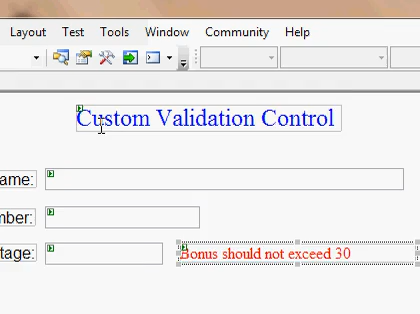 Layout Test Tools Window Community Help
Custom Validation Control
ame:
mber:
tage: Bonus should not exceed 30